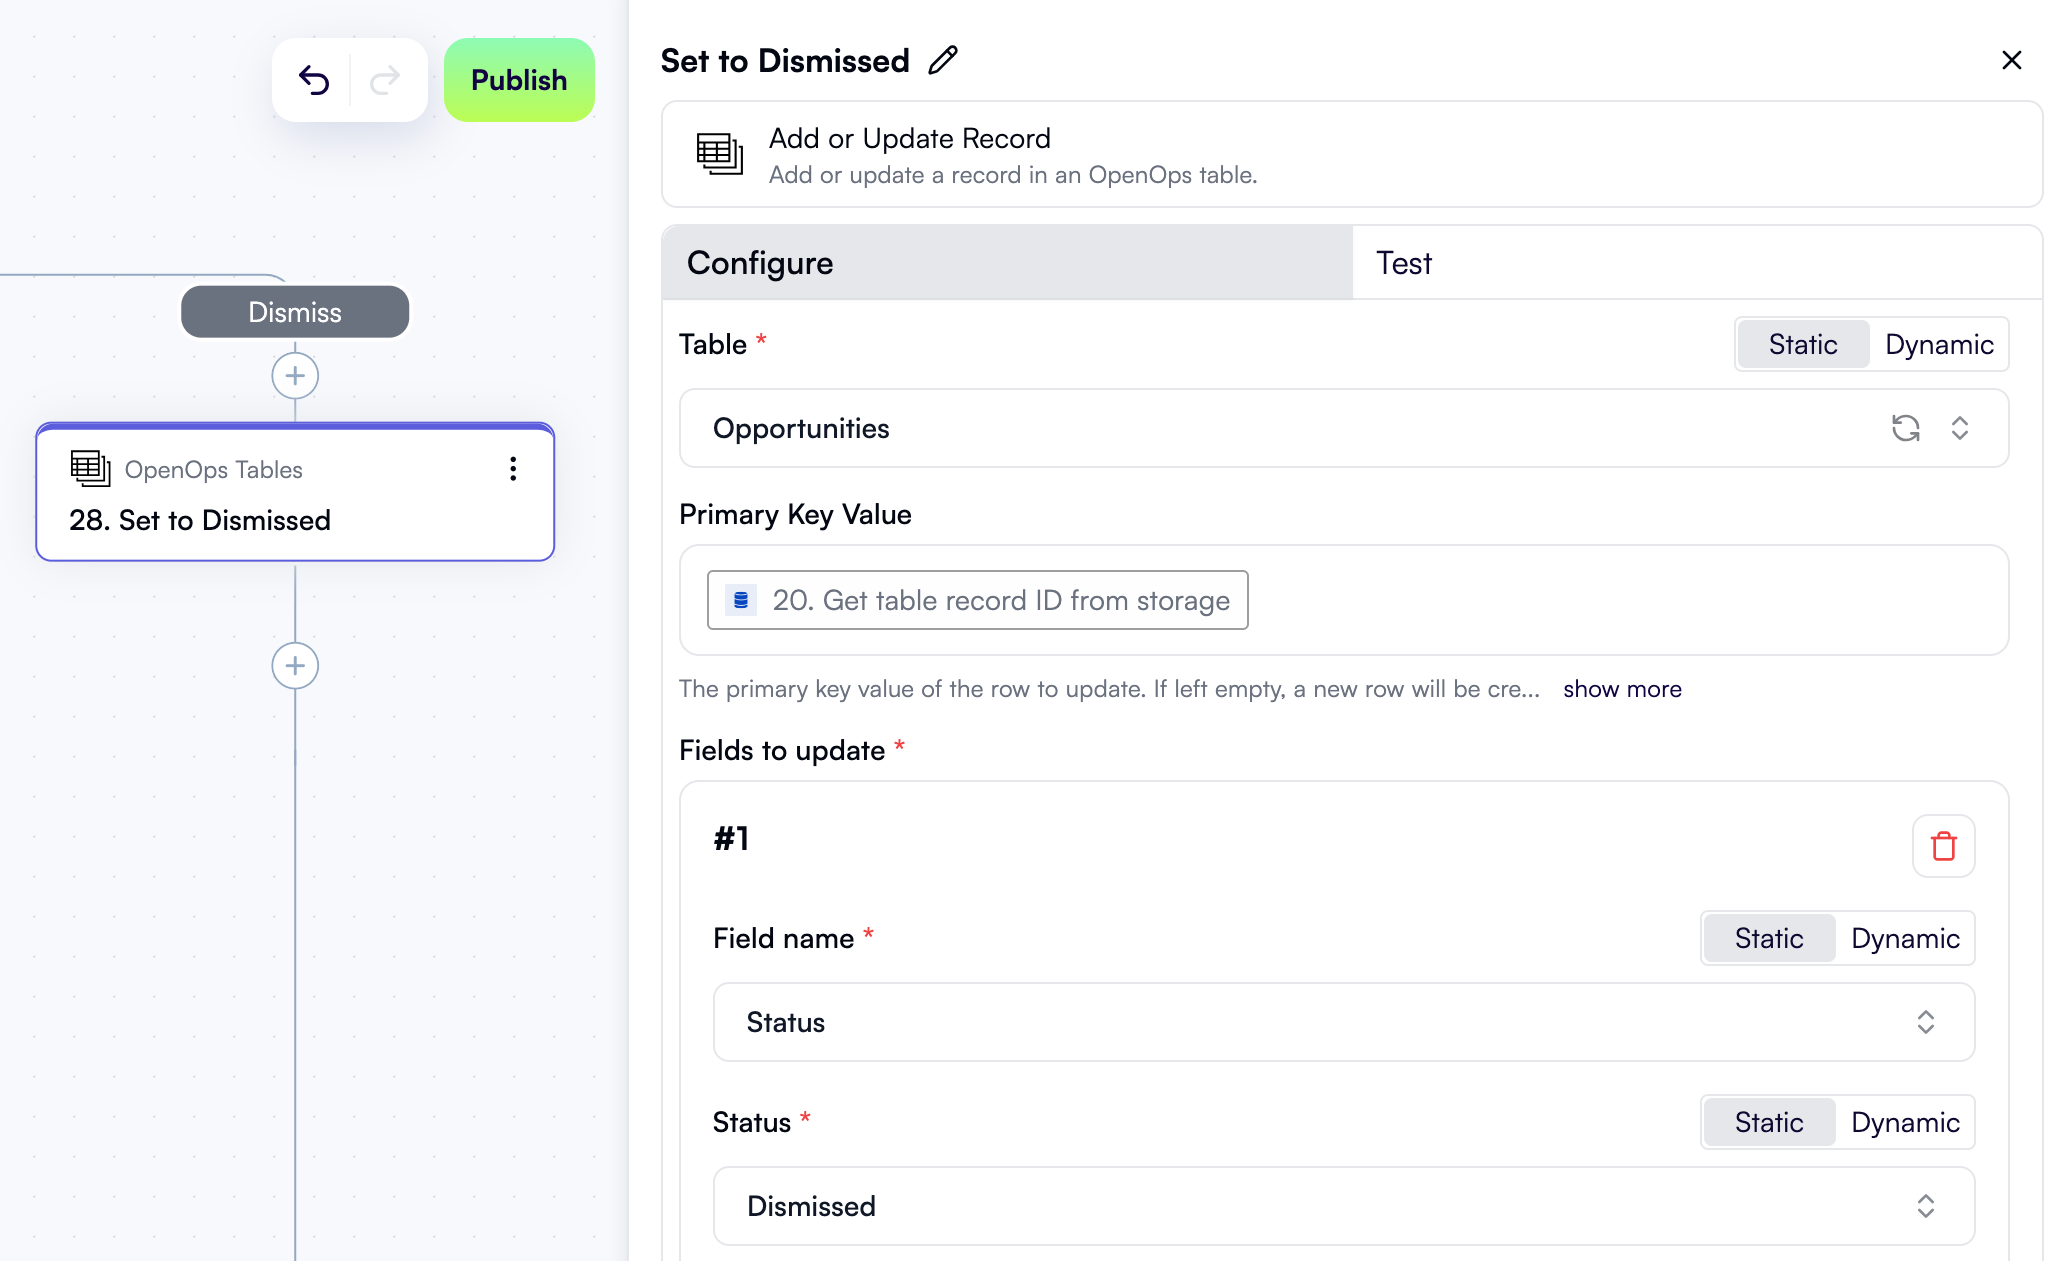 Publish
Dismiss
OpenOps Tables
28. Set to Dismissed
Set to Dismissed
Add or Update Record
Add or update a record in an OpenOps table.
Configure
Test
Table *
Static
Dynamic
Opportunities
Primary Key Value
20. Get table record ID from storage
The primary key value of the row to update. If left empty, a new row will be cre... show more
Fields to update *
#1
Field name *
Static
Dynamic
Status
Status *
Static
Dynamic
Dismissed